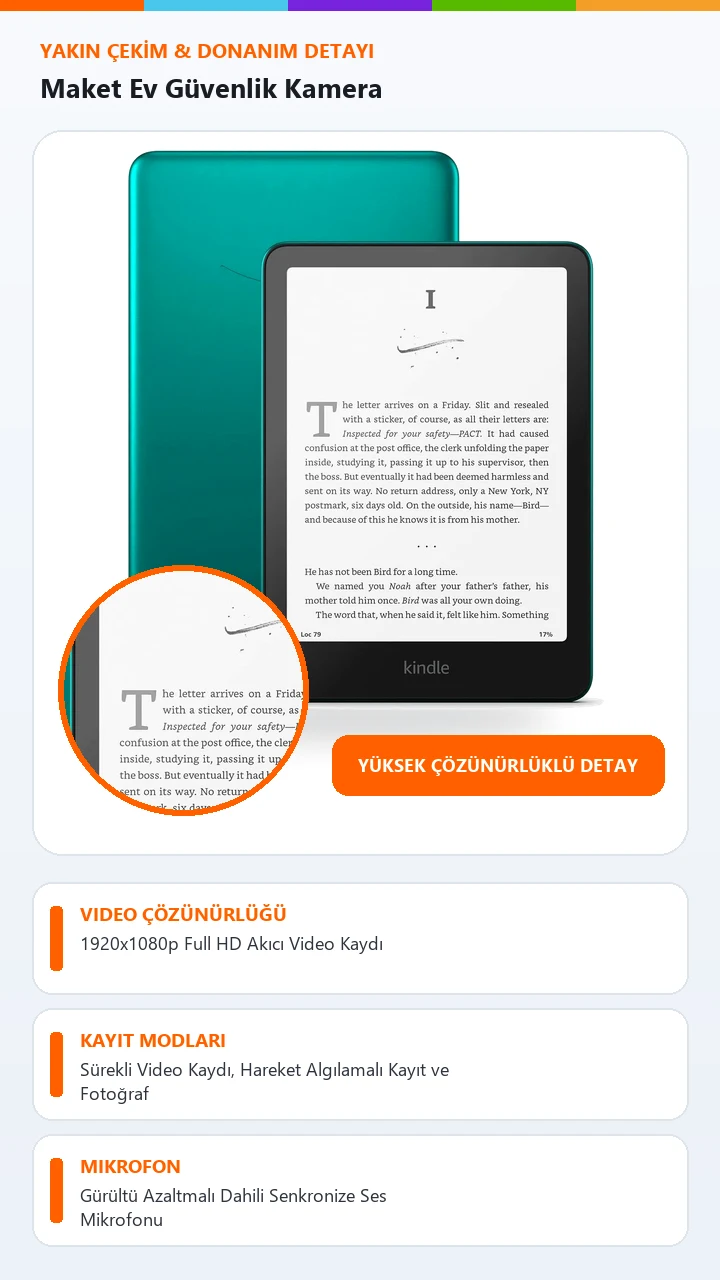 YAKIN ÇEKİM & DONANIM DETAYI
Maket Ev Güvenlik Kamera
I
The letter arrives on a Friday. Slit and resealed
with a sticker, of course, as all their letters are:
Inspected for your safety—PACT. It had caused
confusion at the post office, the clerk unfolding the paper
inside, studying it, passing it up to his supervisor, then
the boss. But eventually it had been deemed harmless and
sent on its way. No return address, only a New York, NY
postmark, six days old. On the outside, his name—Bird—
and because of this he knows it is from his mother.
. . .
He has not been Bird for a long time.
We named you Noah after your father's father, his
mother told him once. Bird was all your own doing.
The word that, when he said it, felt like him. Something
Loc 79 17%
kindle
The letter arrives on a Friday
with a sticker, of course, as
Inspected for your safety—
confusion at the post office, the cler
inside, studying it, passing it up
the boss. But eventually it had
sent on its way. No return
six days
YÜKSEK ÇÖZÜNÜRLÜKLÜ DETAY
VIDEO ÇÖZÜNÜRLÜĞÜ
1920x1080p Full HD Akıcı Video Kaydı
KAYIT MODLARI
Sürekli Video Kaydı, Hareket Algılamalı Kayıt ve
Fotoğraf
MIKROFON
Gürültü Azaltmalı Dahili Senkronize Ses
Mikrofonu